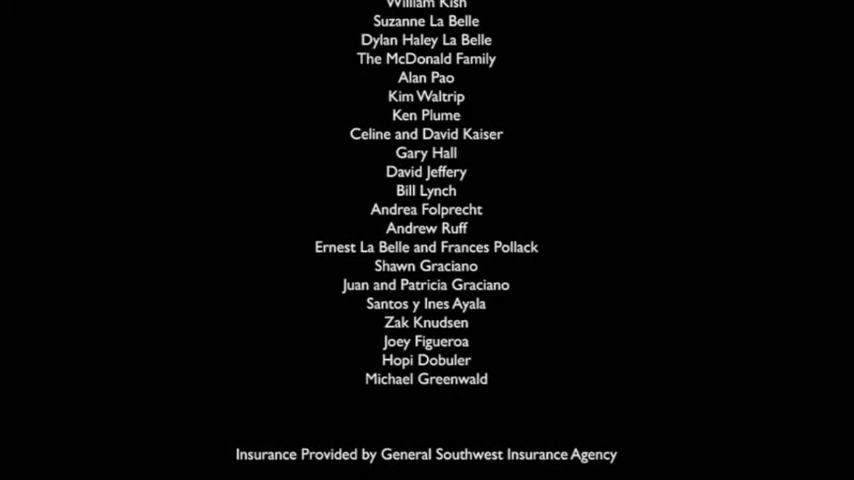 William Kish
Suzanne La Belle
Dylan Haley La Belle
The McDonald Family
Alan Pao
Kim Waltrip
Ken Plume
Celine and David Kaiser
Gary Hall
David Jeffery
Bill Lynch
Andrea Folprecht
Andrew Ruff
Ernest La Belle and Frances Pollack
Shawn Graciano
Juan and Patricia Graciano
Santos y Ines Ayala
Zak Knudsen
Joey Figueroa
Hopi Dobuler
Michael Greenwald
Insurance Provided by General Southwest Insurance Agency